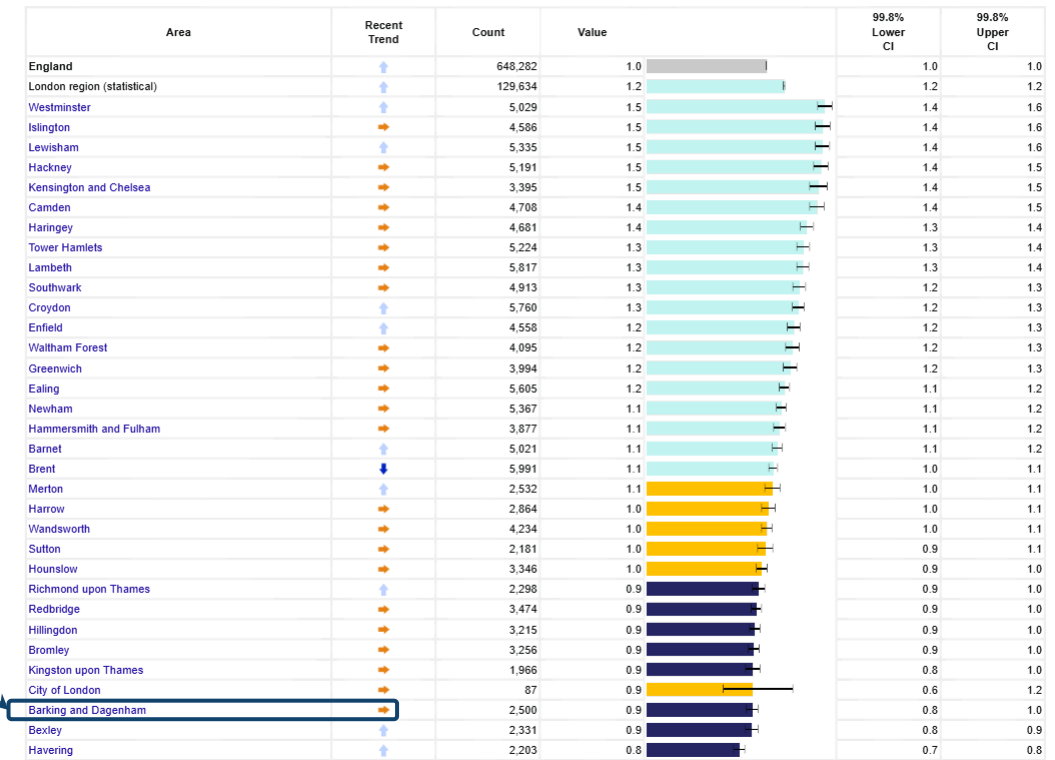 Area Recent Trend Count Value 99.8% Lower CI 99.8% Upper CI
England 648,282 1.0 1.0 1.0
London region (statistical) 129,634 1.2 1.2 1.2
Westminster 5,029 1.5 1.4 1.6
Islington 4,586 1.5 1.4 1.6
Lewisham 5,335 1.5 1.4 1.6
Hackney 5,191 1.5 1.4 1.5
Kensington and Chelsea 3,395 1.5 1.4 1.5
Camden 4,708 1.4 1.4 1.5
Haringey 4,681 1.4 1.3 1.4
Tower Hamlets 5,224 1.3 1.3 1.4
Lambeth 5,817 1.3 1.3 1.4
Southwark 4,913 1.3 1.2 1.3
Croydon 5,760 1.3 1.2 1.3
Enfield 4,558 1.2 1.2 1.3
Waltham Forest 4,095 1.2 1.2 1.3
Greenwich 3,994 1.2 1.2 1.3
Ealing 5,605 1.2 1.1 1.2
Newham 5,367 1.1 1.1 1.2
Hammersmith and Fulham 3,877 1.1 1.1 1.2
Barnet 5,021 1.1 1.1 1.2
Brent 5,991 1.1 1.0 1.1
Merton 2,532 1.1 1.0 1.1
Harrow 2,864 1.0 1.0 1.1
Wandsworth 4,234 1.0 1.0 1.1
Sutton 2,181 1.0 0.9 1.1
Hounslow 3,346 1.0 0.9 1.0
Richmond upon Thames 2,298 0.9 0.9 1.0
Redbridge 3,474 0.9 0.9 1.0
Hillingdon 3,215 0.9 0.9 1.0
Bromley 3,256 0.9 0.9 1.0
Kingston upon Thames 1,966 0.9 0.8 1.0
City of London 87 0.9 0.6 1.2
Barking and Dagenham 2,500 0.9 0.8 1.0
Bexley 2,331 0.9 0.8 0.9
Havering 2,203 0.8 0.7 0.8